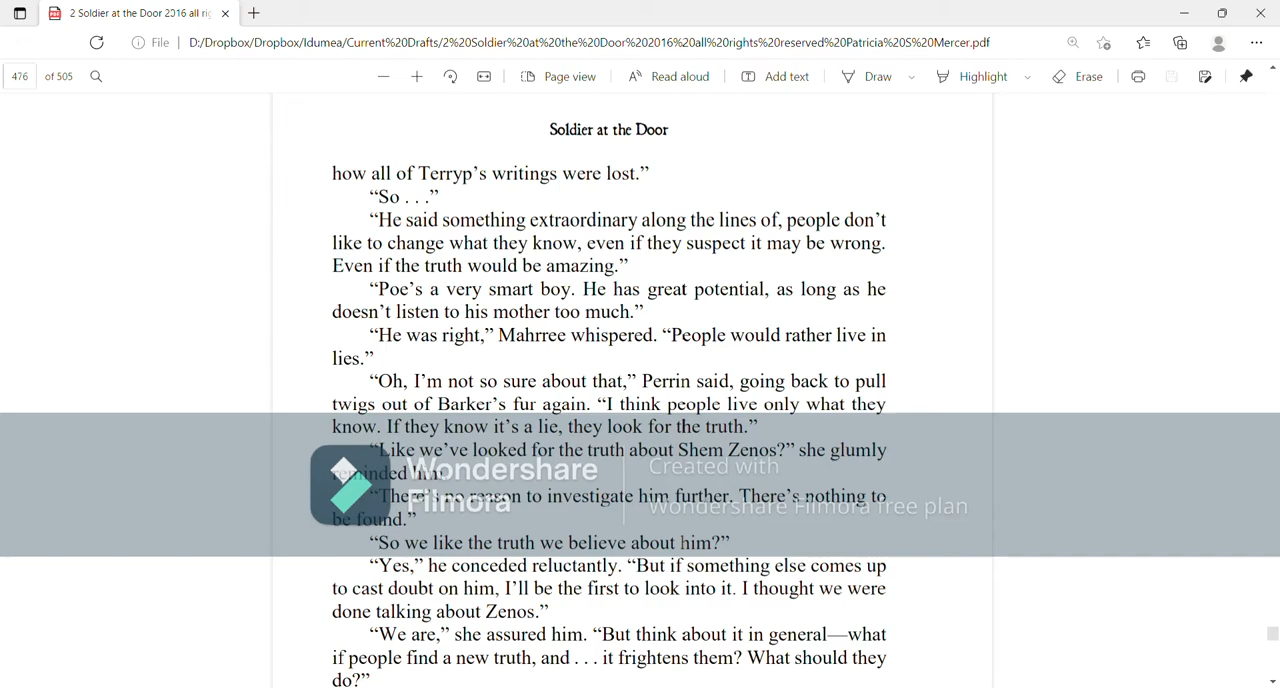 2 Soldier at the Door 2016 all ri
File
D:/Dropbox/Dropbox/Idumea/Current%20Drafts/2%20Soldier%20at%20the%20Door%202016%20all%20rights%20reserved%20Patricia%20S%20Mercer.pdf
476 of 505
Page view
Read aloud
Add text
Draw
Highlight
Erase
Soldier at the Door
how all of Terryp’s writings were lost.”
“So . . .”
“He said something extraordinary along the lines of, people don’t
like to change what they know, even if they suspect it may be wrong.
Even if the truth would be amazing.”
“Poe’s a very smart boy. He has great potential, as long as he
doesn’t listen to his mother too much.”
“He was right,” Mahrree whispered. “People would rather live in
lies.”
“Oh, I’m not so sure about that,” Perrin said, going back to pull
twigs out of Barker’s fur again. “I think people live only what they
know. If they know it’s a lie, they look for the truth.”
“Like we’ve looked for the truth about Shem Zenos?” she glumly
reminded him.
“There’s no reason to investigate him further. There’s nothing to
be found.”
Wondershare
Filmora
Created with
Wondershare Filmora free plan
“So we like the truth we believe about him?”
“Yes,” he conceded reluctantly. “But if something else comes up
to cast doubt on him, I’ll be the first to look into it. I thought we were
done talking about Zenos.”
“We are,” she assured him. “But think about it in general—what
if people find a new truth, and . . . it frightens them? What should they
do?”